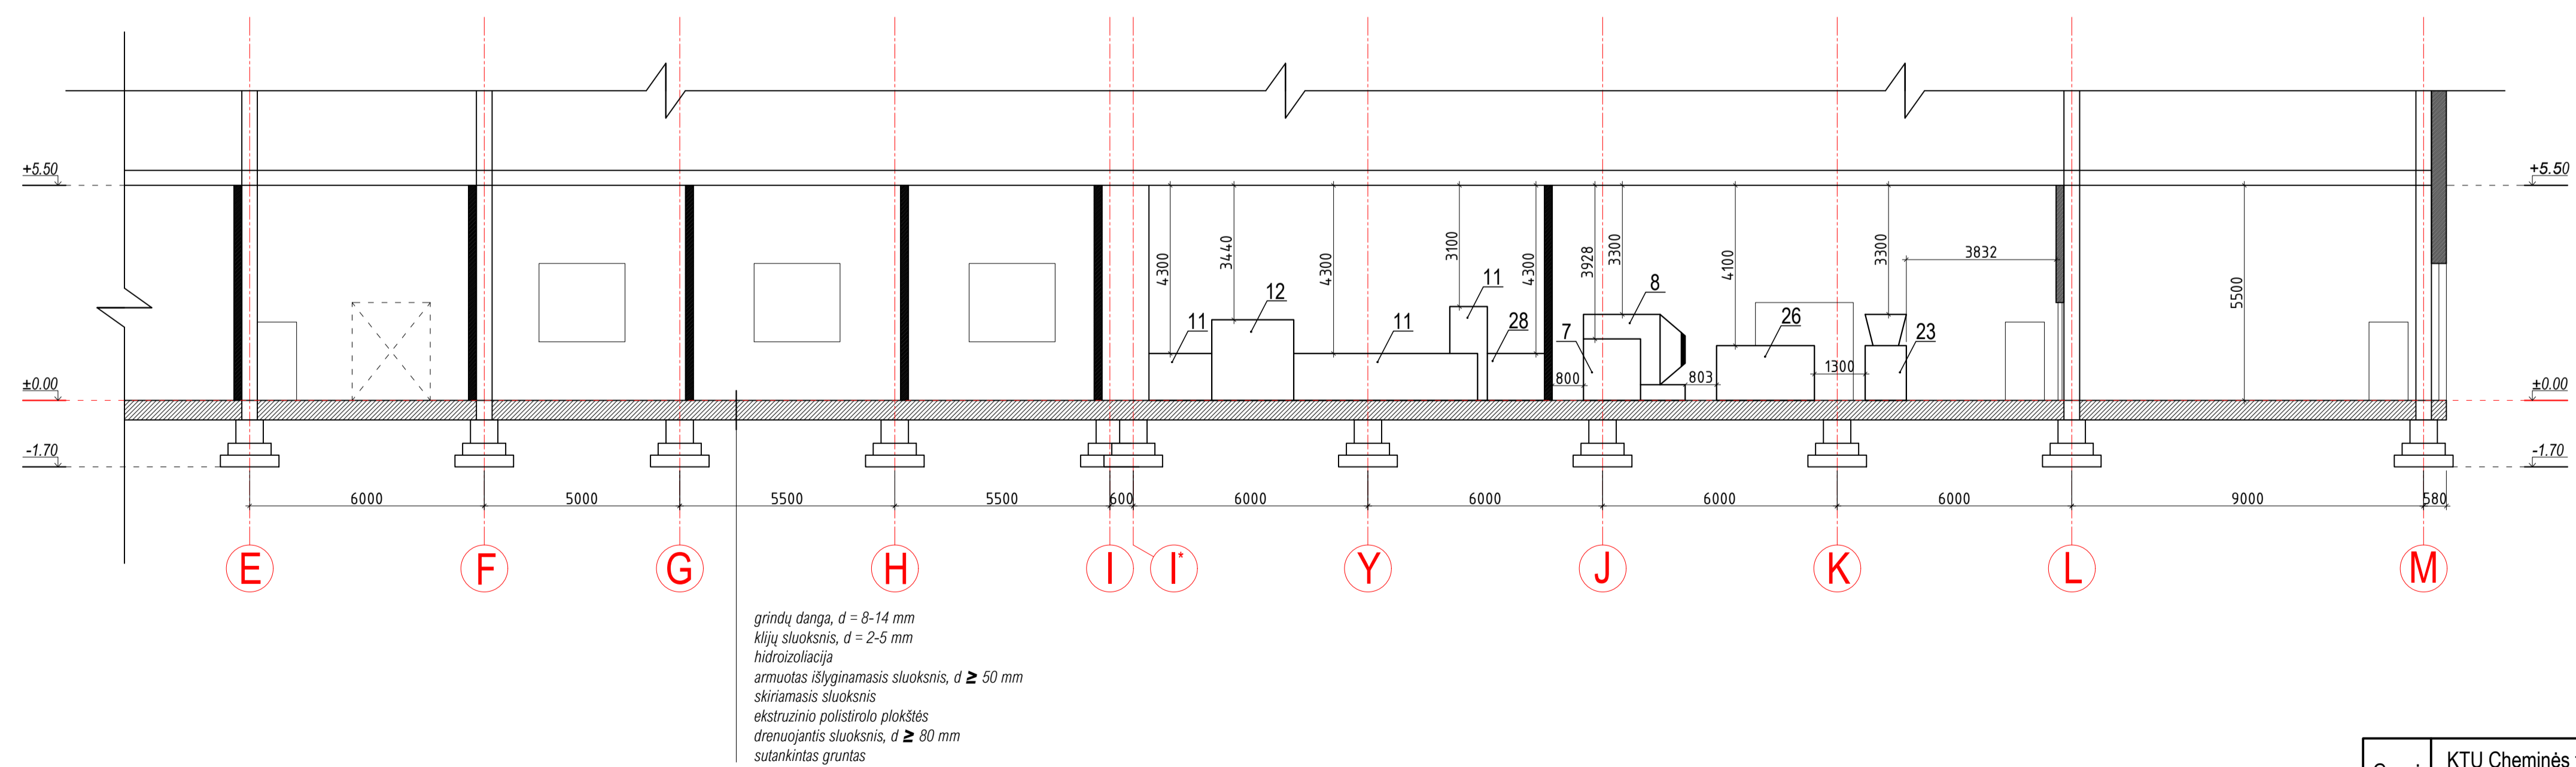 +5.50
+5.50
4300
3440
4300
3100
4300
3928
3300
4100
3300
3832
5500
11
12
11
11
28
7
8
26
23
800
803
1300
±0.00
±0.00
-1.70
-1.70
6000
5000
5500
5500
600
6000
6000
6000
6000
9000
580
E
F
G
H
I
I*
Y
J
K
L
M
grindų danga, d = 8-14 mm
klijų sluoksnis, d = 2-5 mm
hidroizoliacija
armuotas išlyginamasis sluoksnis, d ≥ 50 mm
skiriamasis sluoksnis
ekstruzinio polistirolo plokštės
drenuojantis sluoksnis, d ≥ 80 mm
sutankintas gruntas
KTU Cheminės